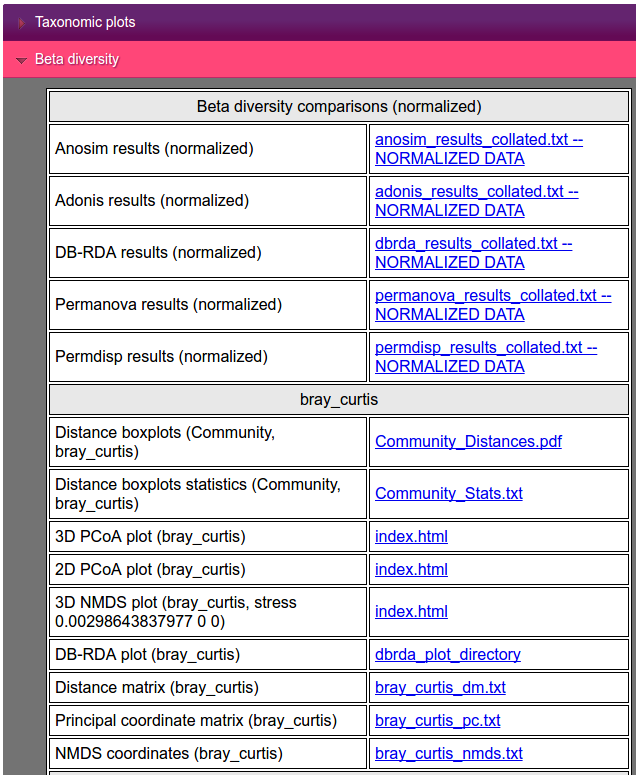 Taxonomic plots
Beta diversity
Beta diversity comparisons (normalized)
Anosim results (normalized)
anosim_results_collated.txt --
NORMALIZED DATA
Adonis results (normalized)
adonis_results_collated.txt --
NORMALIZED DATA
DB-RDA results (normalized)
dbrda_results_collated.txt --
NORMALIZED DATA
Permanova results (normalized)
permanova_results_collated.txt --
NORMALIZED DATA
Permdisp results (normalized)
permdisp_results_collated.txt --
NORMALIZED DATA
bray_curtis
Distance boxplots (Community,
bray_curtis)
Community_Distances.pdf
Distance boxplots statistics (Community,
bray_curtis)
Community_Stats.txt
3D PCoA plot (bray_curtis)
index.html
2D PCoA plot (bray_curtis)
index.html
3D NMDS plot (bray_curtis, stress
0.00298643837977 0 0)
index.html
DB-RDA plot (bray_curtis)
dbrda_plot_directory
Distance matrix (bray_curtis)
bray_curtis_dm.txt
Principal coordinate matrix (bray_curtis)
bray_curtis_pc.txt
NMDS coordinates (bray_curtis)
bray_curtis_nmds.txt